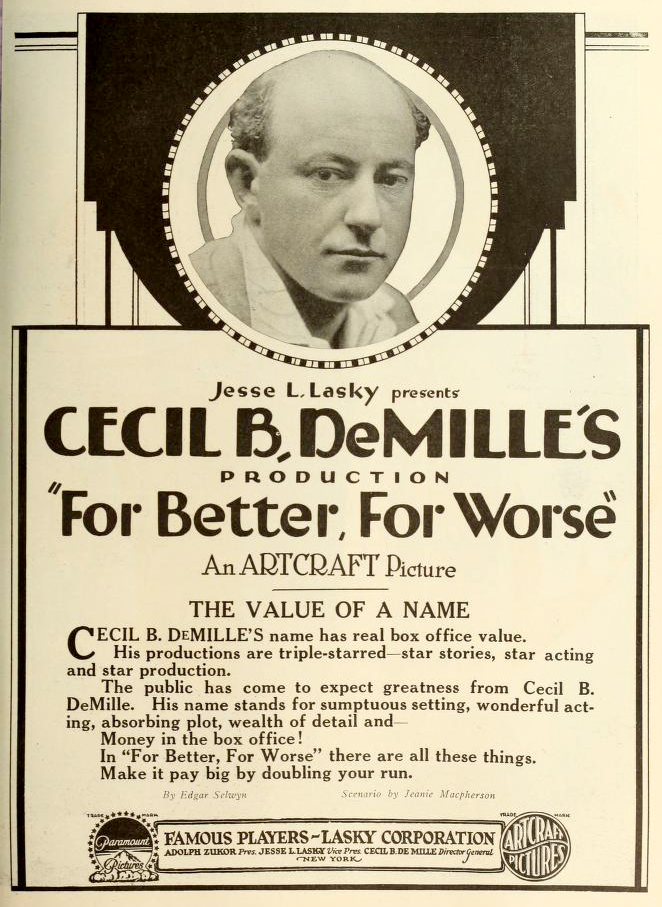 Jesse L. Lasky presents
CECIL B. DeMILLE'S
PRODUCTION
"For Better, For Worse"
An ARTCRAFT Picture
THE VALUE OF A NAME
CECIL B. DEMILLE'S name has real box office value.
His productions are triple-starred—star stories, star acting
and star production.
The public has come to expect greatness from Cecil B.
DeMille. His name stands for sumptuous setting, wonderful act-
ing, absorbing plot, wealth of detail and—
Money in the box office!
In "For Better, For Worse" there are all these things.
Make it pay big by doubling your run.
By Edgar Selwyn Scenario by Jeanie Macpherson
TRADE MARK
Paramount
Pictures
FAMOUS PLAYERS~LASKY CORPORATION
ADOLPH ZUKOR Pres. JESSE L. LASKY Vice Pres. CECIL B. DE MILLE Director General
NEW YORK
TRADE MARK
ARTCRAFT
PICTURES